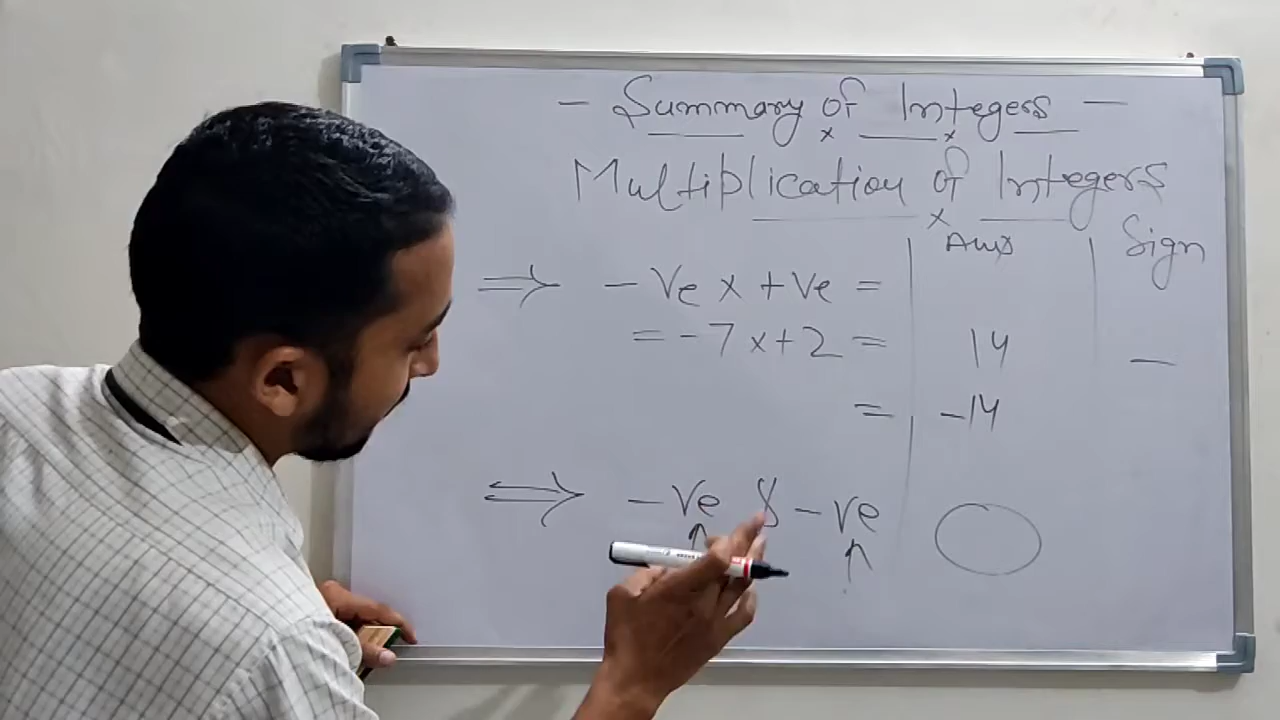 - Summary of Integers -
Multiplication of Integers
Ans Sign
⇒ -Ve x +Ve =
= -7 x +2 = 14 -
= -14
⇒ -Ve x -Ve